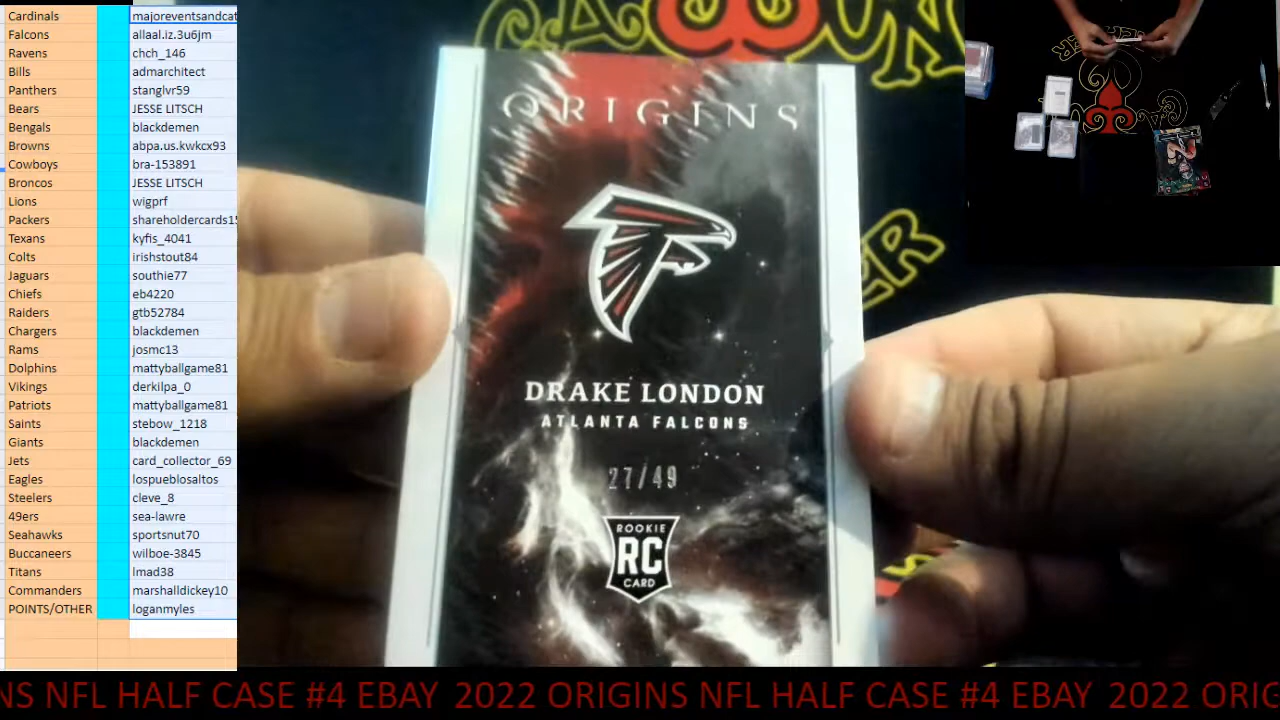 Cardinals majoreventsandcat
Falcons allaal.iz.3u6jm
Ravens chch_146
Bills admarchitect
Panthers stanglvr59
Bears JESSE LITSCH
Bengals blackdemen
Browns abpa.us.kwkcx93
Cowboys bra-153891
Broncos JESSE LITSCH
Lions wigprf
Packers shareholdercards15
Texans kyfis_4041
Colts irishstout84
Jaguars southie77
Chiefs eb4220
Raiders gtb52784
Chargers blackdemen
Rams josmc13
Dolphins mattyballgame81
Vikings derkilpa_0
Patriots mattyballgame81
Saints stebow_1218
Giants blackdemen
Jets card_collector_69
Eagles lospueblosaltos
Steelers cleve_8
49ers sea-lawre
Seahawks sportsnut70
Buccaneers wilboe-3845
Titans lmad38
Commanders marshalldickey10
POINTS/OTHER loganmyles
ORIGINS
DRAKE LONDON
ATLANTA FALCONS
27/49
ROOKIE
RC
CARD
NS NFL HALF CASE #4 EBAY 2022 ORIGINS NFL HALF CASE #4 EBAY 2022 ORIG